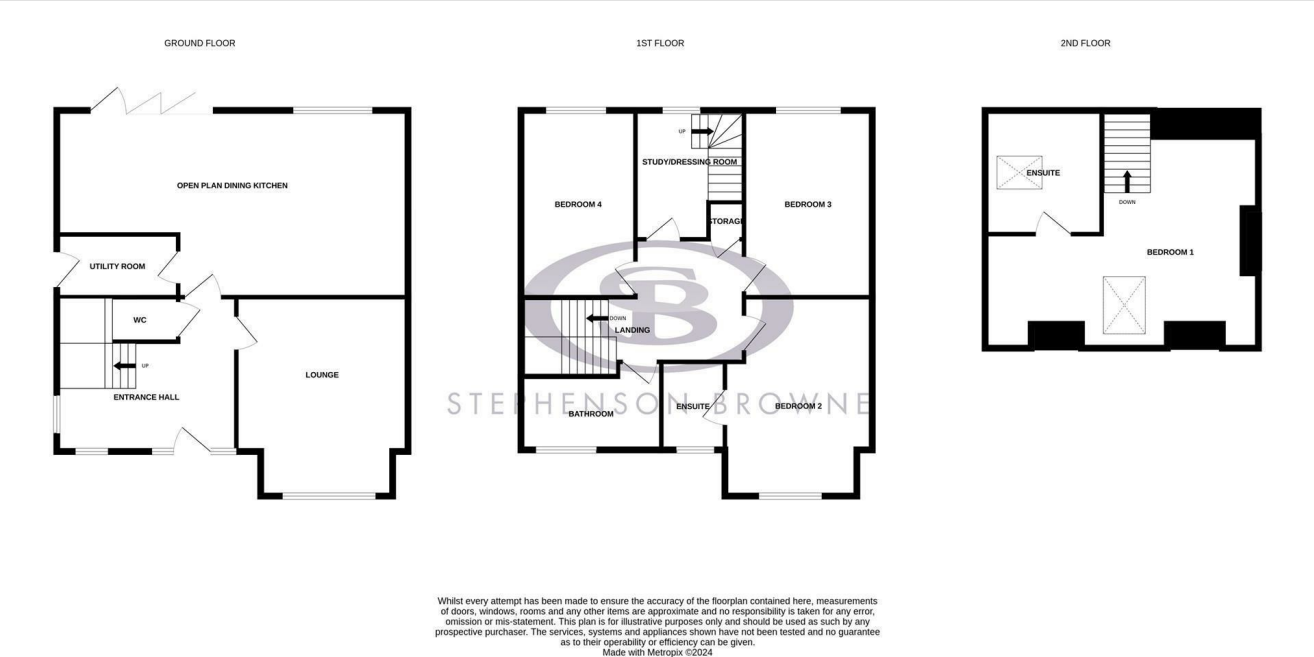 GROUND FLOOR
1ST FLOOR
2ND FLOOR
OPEN PLAN DINING KITCHEN
UTILITY ROOM
WC
UP
ENTRANCE HALL
LOUNGE
UP
STUDY/DRESSING ROOM
BEDROOM 4
BEDROOM 3
STORAGE
DOWN
LANDING
BATHROOM
ENSUITE
BEDROOM 2
SB
STEPHENSON BROWNE
ENSUITE
DOWN
BEDROOM 1
Whilst every attempt has been made to ensure the accuracy of the floorplan contained here, measurements
of doors, windows, rooms and any other items are approximate and no responsibility is taken for any error,
omission or mis-statement. This plan is for illustrative purposes only and should be used as such by any
prospective purchaser. The services, systems and appliances shown have not been tested and no guarantee
as to their operability or efficiency can be given.
Made with Metropix ©2024